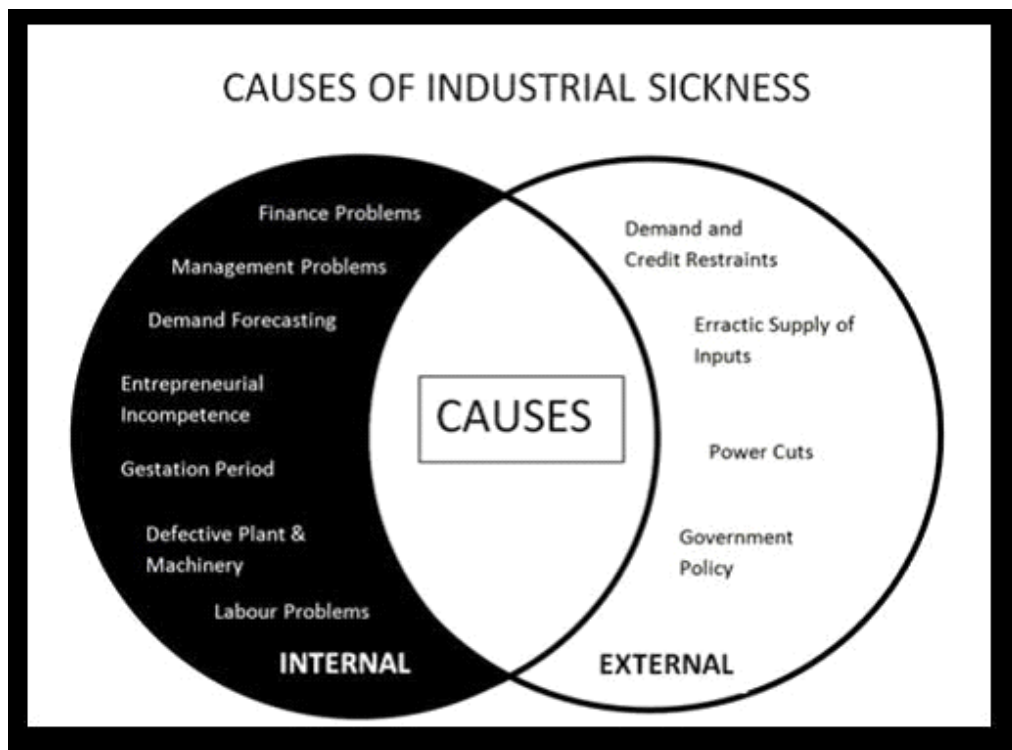 CAUSES OF INDUSTRIAL SICKNESS
Finance Problems
Management Problems
Demand Forecasting
Entrepreneurial
Incompetence
Gestation Period
Defective Plant &
Machinery
Labour Problems
INTERNAL
CAUSES
Demand and
Credit Restraints
Erractic Supply of
Inputs
Power Cuts
Government
Policy
EXTERNAL